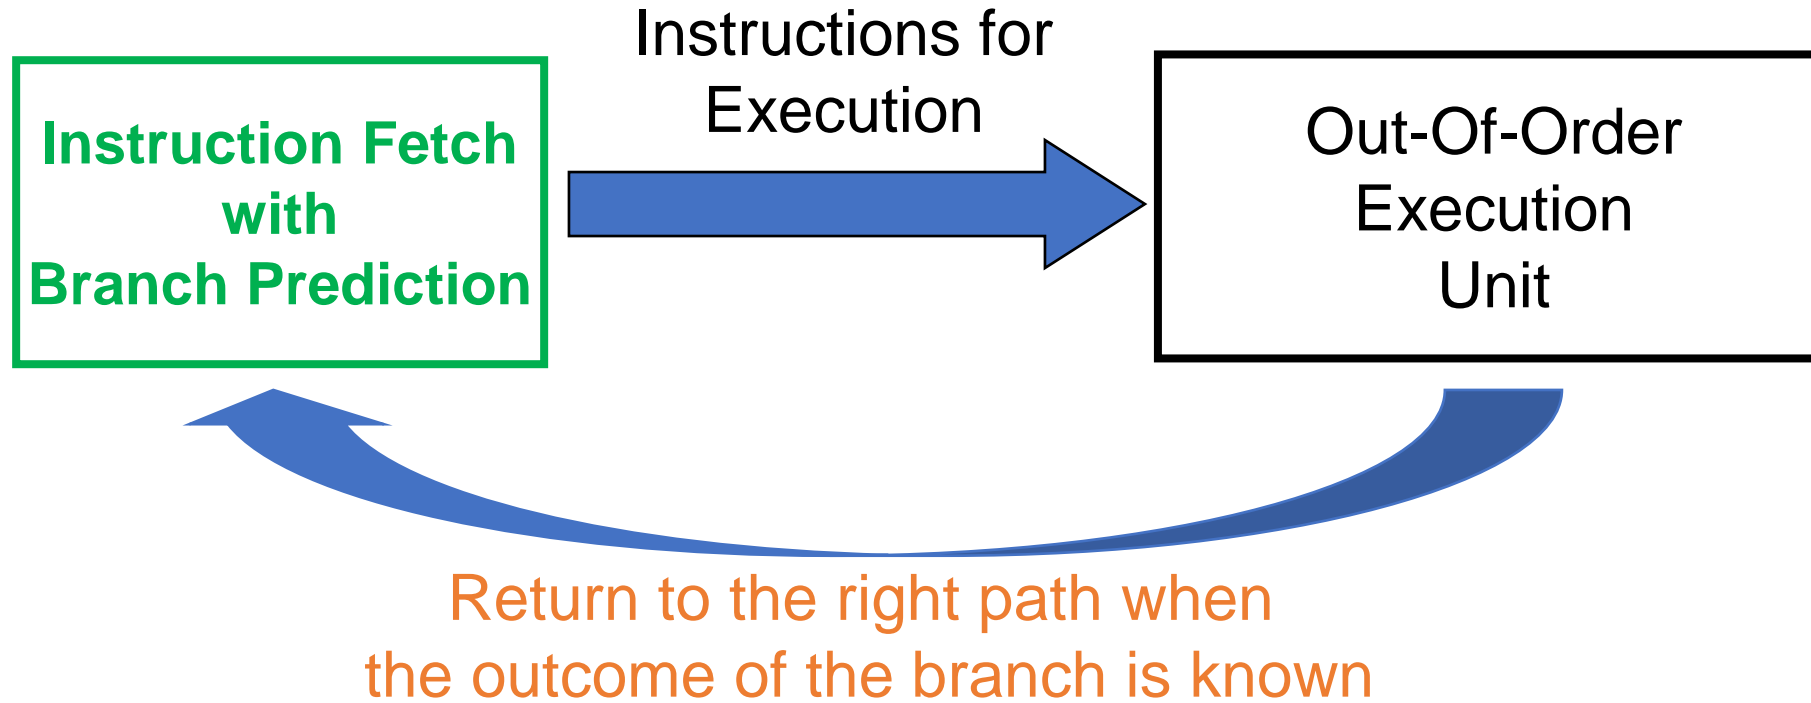 Instructions for
Execution
Instruction Fetch
with
Branch Prediction
Out-Of-Order
Execution
Unit
Return to the right path when
the outcome of the branch is known